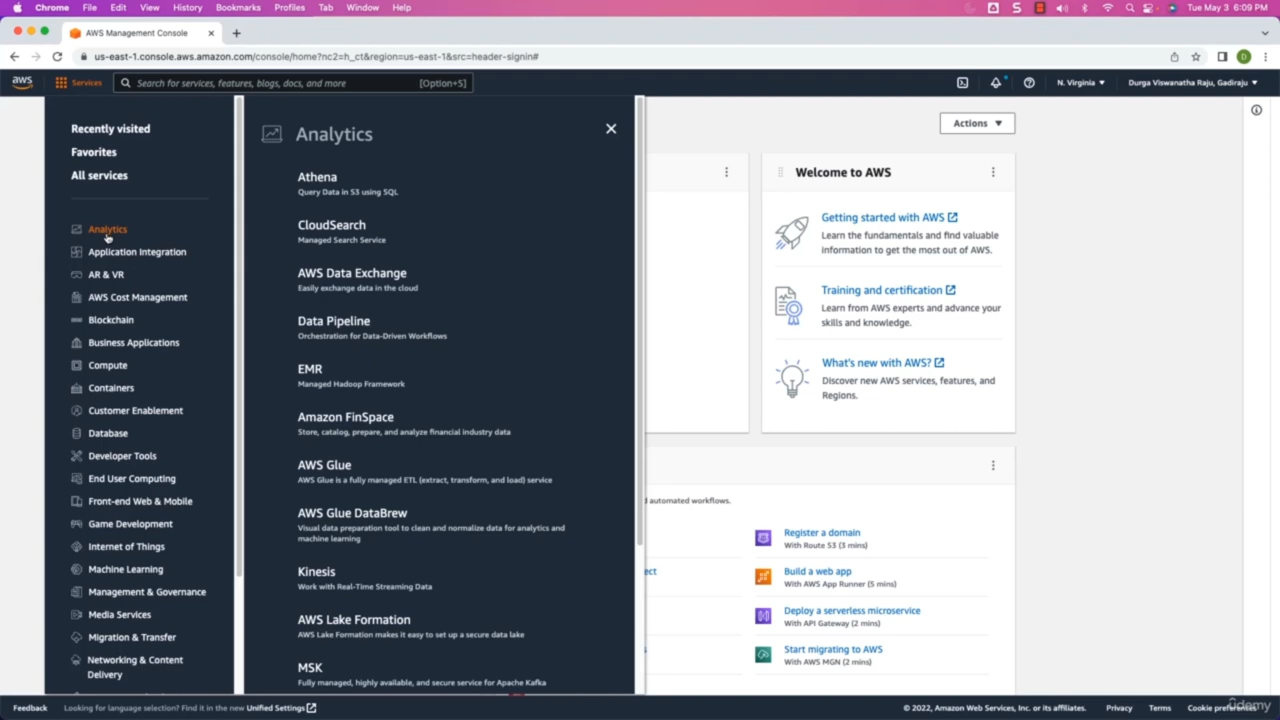 Chrome File Edit View History Bookmarks Profiles Tab Window Help Tue May 3 6:09 PM
AWS Management Console
us-east-1.console.aws.amazon.com/console/home?nc2=h_ct&region=us-east-1&src=header-signin#
aws Services Search for services, features, blogs, docs, and more [Option+S] N. Virginia Durga Viswanatha Raju, Gadiraju
Recently visited
Favorites
All services
Analytics
Application Integration
AR & VR
AWS Cost Management
Blockchain
Business Applications
Compute
Containers
Customer Enablement
Database
Developer Tools
End User Computing
Front-end Web & Mobile
Game Development
Internet of Things
Machine Learning
Management & Governance
Media Services
Migration & Transfer
Networking & Content
Delivery
Analytics
Athena
Query Data in S3 using SQL
CloudSearch
Managed Search Service
AWS Data Exchange
Easily exchange data in the cloud
Data Pipeline
Orchestration for Data-Driven Workflows
EMR
Managed Hadoop Framework
Amazon FinSpace
Store, catalog, prepare, and analyze financial industry data
AWS Glue
AWS Glue is a fully managed ETL (extract, transform, and load) service
AWS Glue DataBrew
Visual data preparation tool to clean and normalize data for analytics and
machine learning
Kinesis
Work with Real-Time Streaming Data
AWS Lake Formation
AWS Lake Formation makes it easy to set up a secure data lake
MSK
Fully managed, highly available, and secure service for Apache Kafka
Actions
Welcome to AWS
Getting started with AWS
Learn the fundamentals and find valuable
information to get the most out of AWS.
Training and certification
Learn from AWS experts and advance your
skills and knowledge.
What's new with AWS?
Discover new AWS services, features, and
Regions.
d automated workflows.
Register a domain
With Route 53 (3 mins)
ect
Build a web app
With AWS App Runner (5 mins)
Deploy a serverless microservice
With API Gateway (2 mins)
Start migrating to AWS
With AWS MGN (2 mins)
Feedback Looking for language selection? Find it in the new Unified Settings © 2022, Amazon Web Services, Inc. or its affiliates. Privacy Terms Cookie preferences
udemy